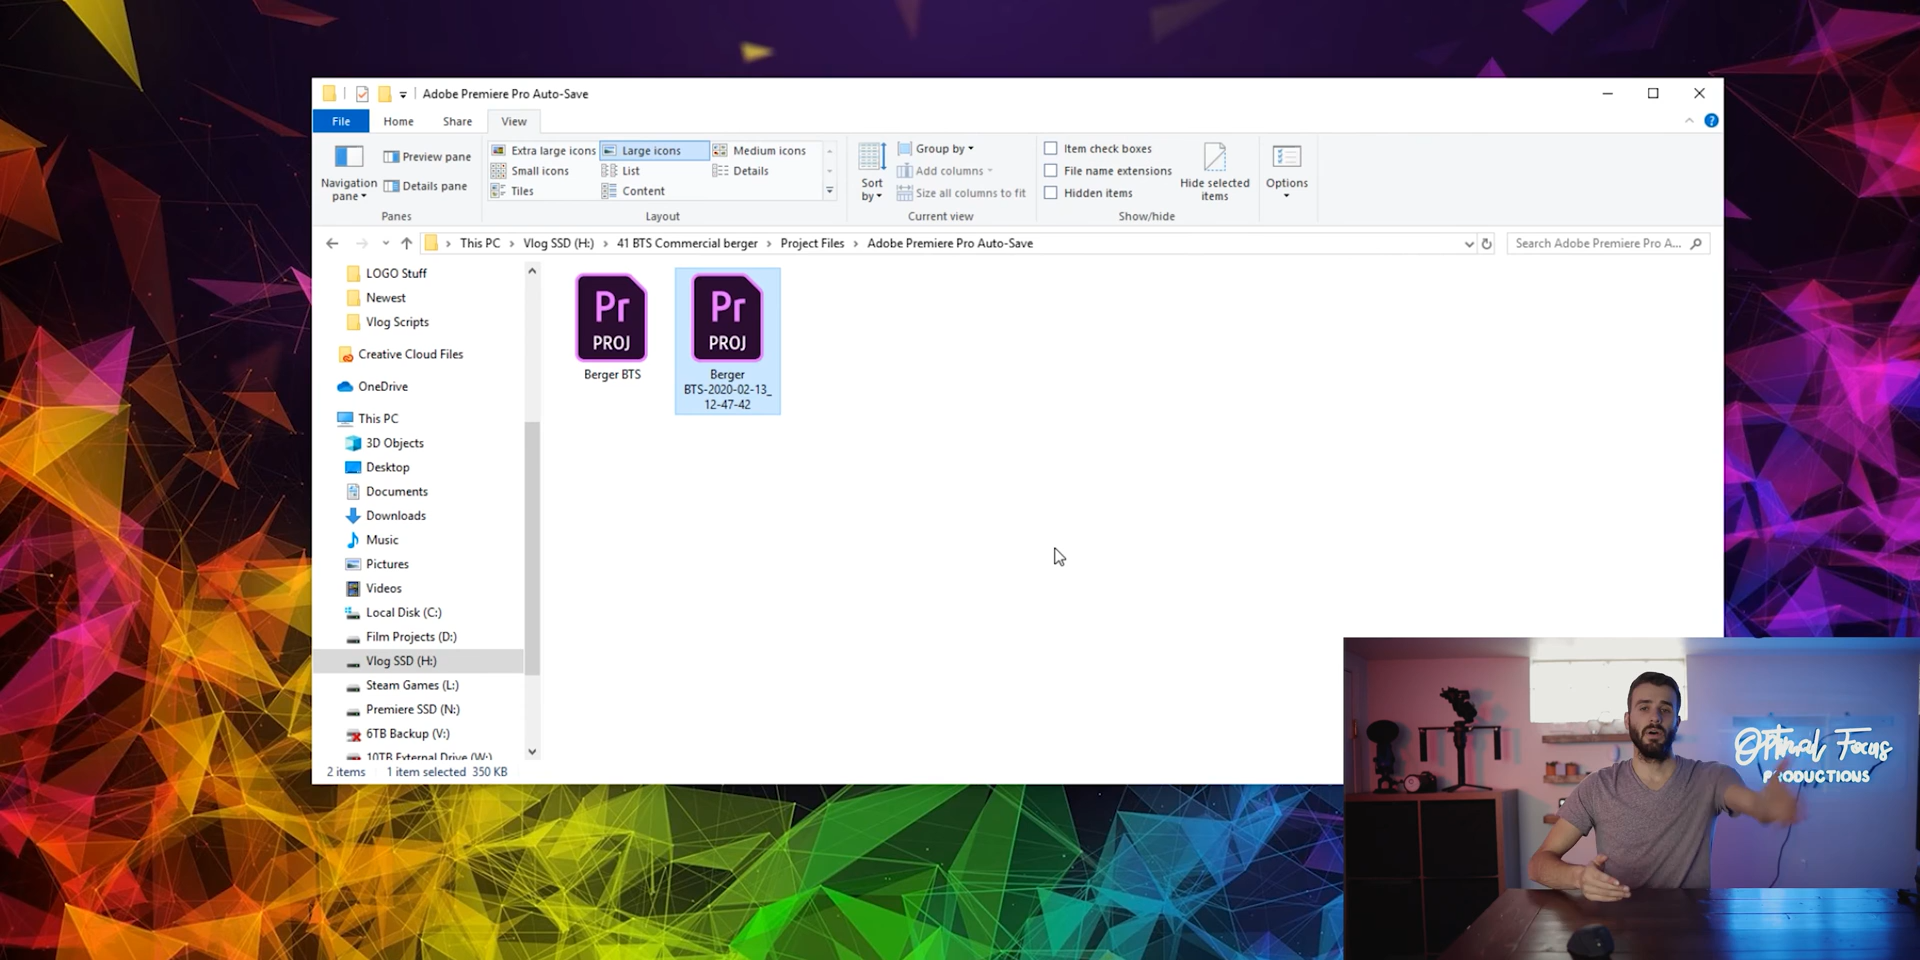 Adobe Premiere Pro Auto-Save
File Home Share View
Navigation pane
Preview pane
Details pane
Panes
Extra large icons Large icons Medium icons
Small icons List Details
Tiles Content
Layout
Sort by
Group by
Add columns
Size all columns to fit
Current view
Item check boxes
File name extensions
Hidden items
Hide selected items
Show/hide
Options
This PC > Vlog SSD (H:) > 41 BTS Commercial berger > Project Files > Adobe Premiere Pro Auto-Save
Search Adobe Premiere Pro A...
LOGO Stuff
Newest
Vlog Scripts
Creative Cloud Files
OneDrive
This PC
3D Objects
Desktop
Documents
Downloads
Music
Pictures
Videos
Local Disk (C:)
Film Projects (D:)
Vlog SSD (H:)
Steam Games (L:)
Premiere SSD (N:)
6TB Backup (V:)
10TB External Drive (W:)
Pr
PROJ
Berger BTS
Pr
PROJ
Berger
BTS-2020-02-13_
12-47-42
2 items 1 item selected 350 KB
Optimal Focus
PRODUCTIONS